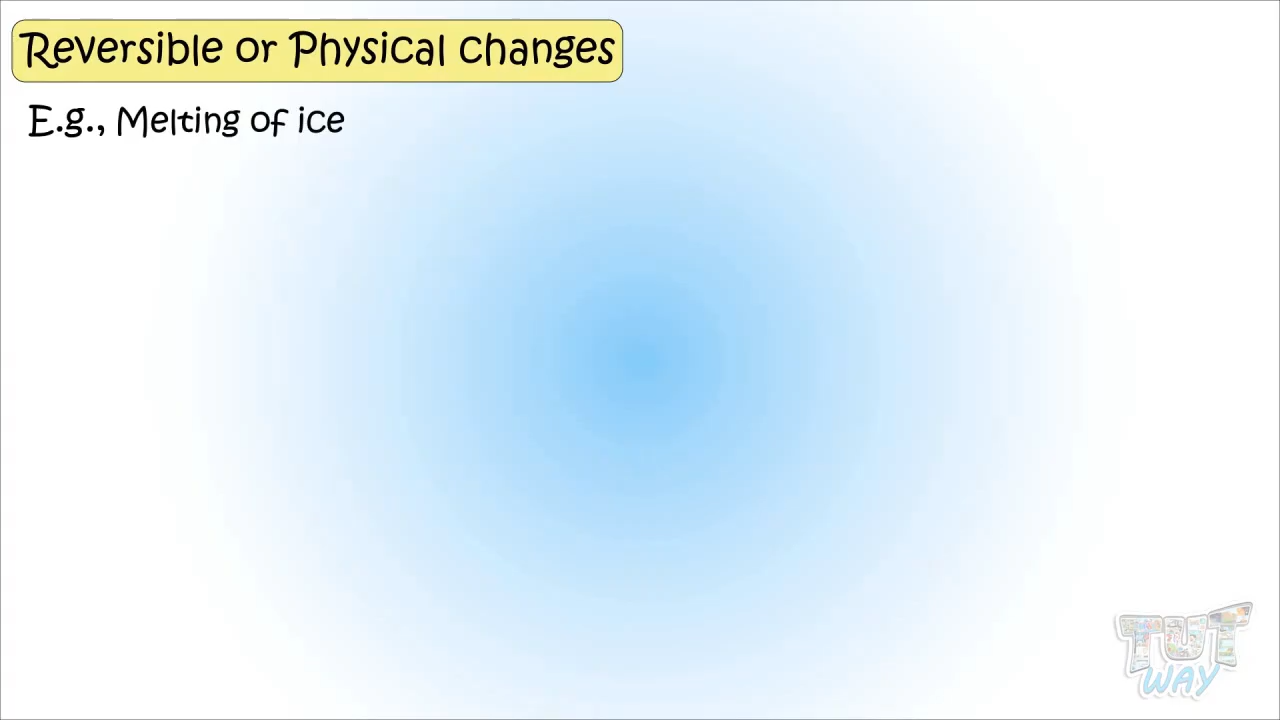 Reversible or Physical changes
E.g., Melting of ice
TUT
WAY